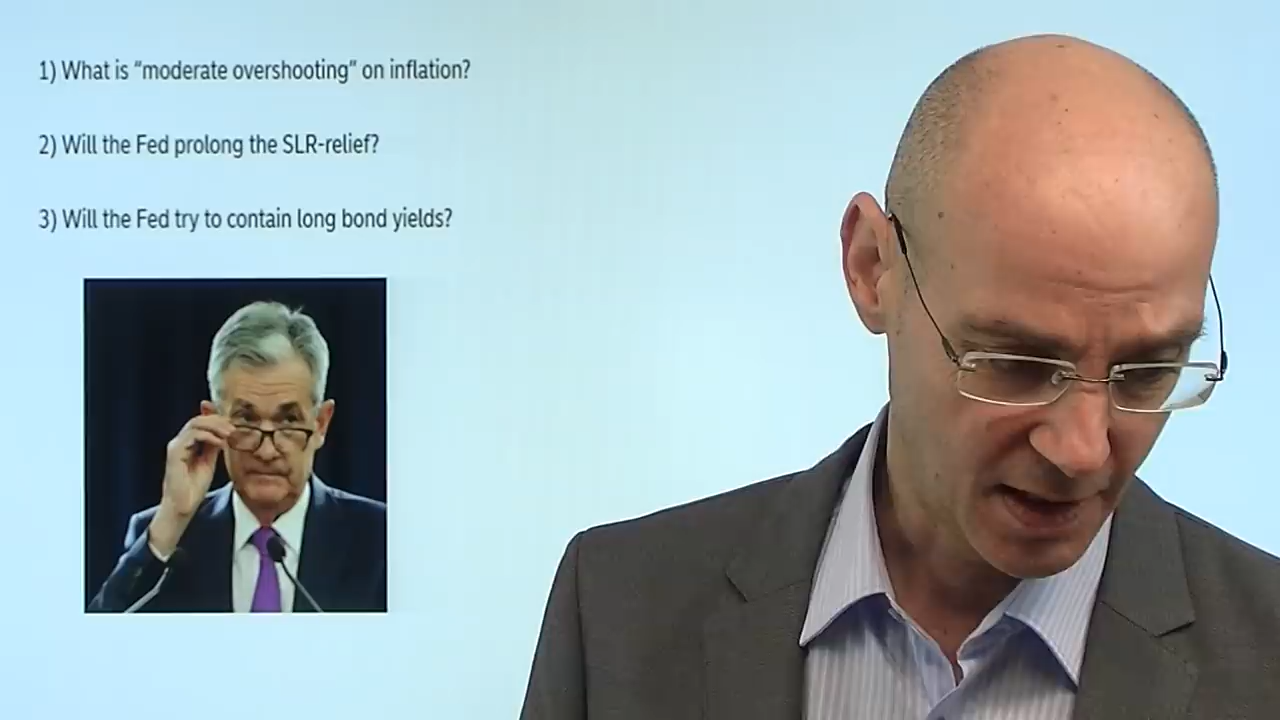 1) What is “moderate overshooting” on inflation?
2) Will the Fed prolong the SLR-relief?
3) Will the Fed try to contain long bond yields?